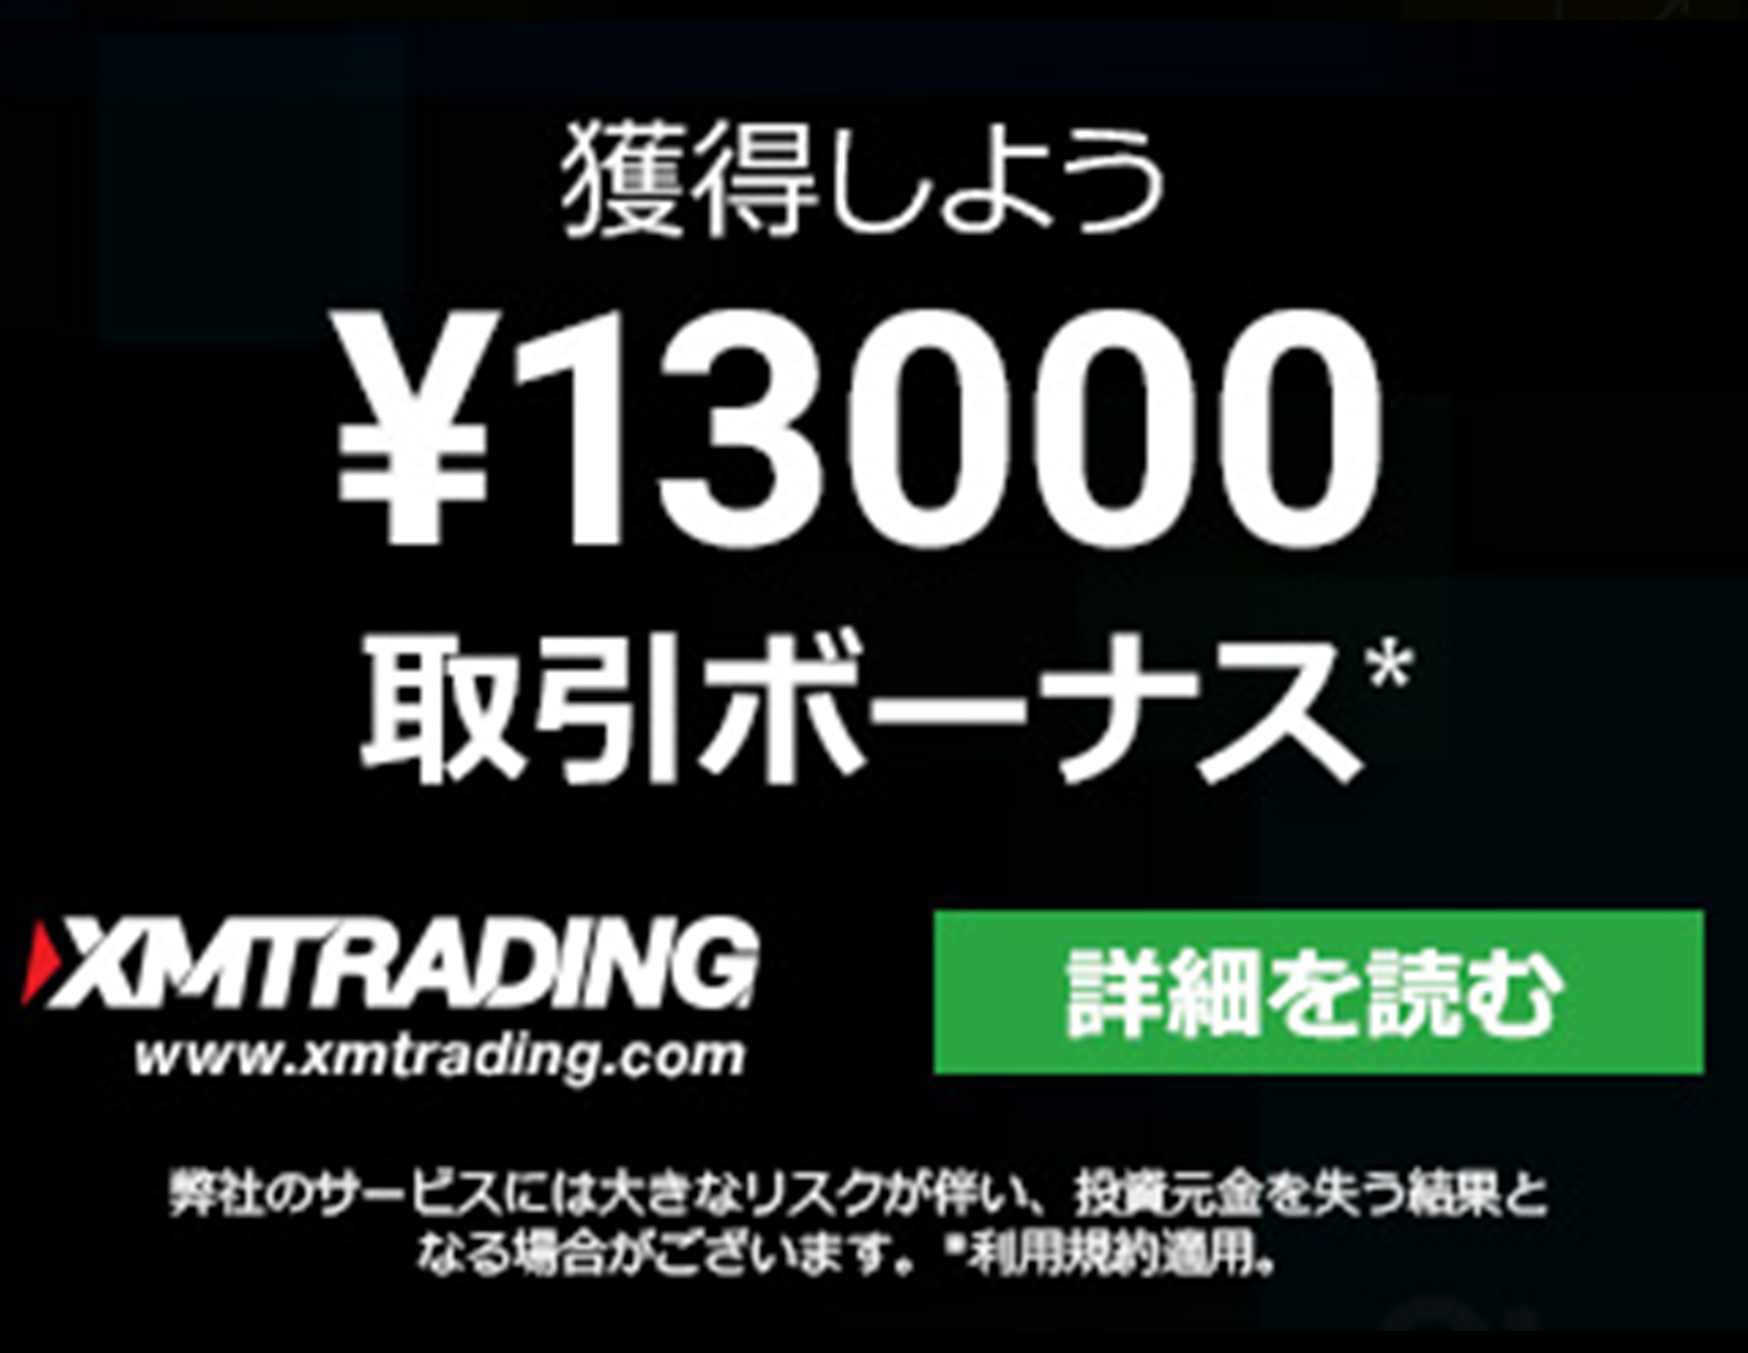 獲得しよう
¥13000
取引ボーナス*
XMTRADING
www.xmtrading.com
詳細を読む
弊社のサービスには大きなリスクが伴い、投資元金を失う結果と
なる場合がございます。*利用規約適用。